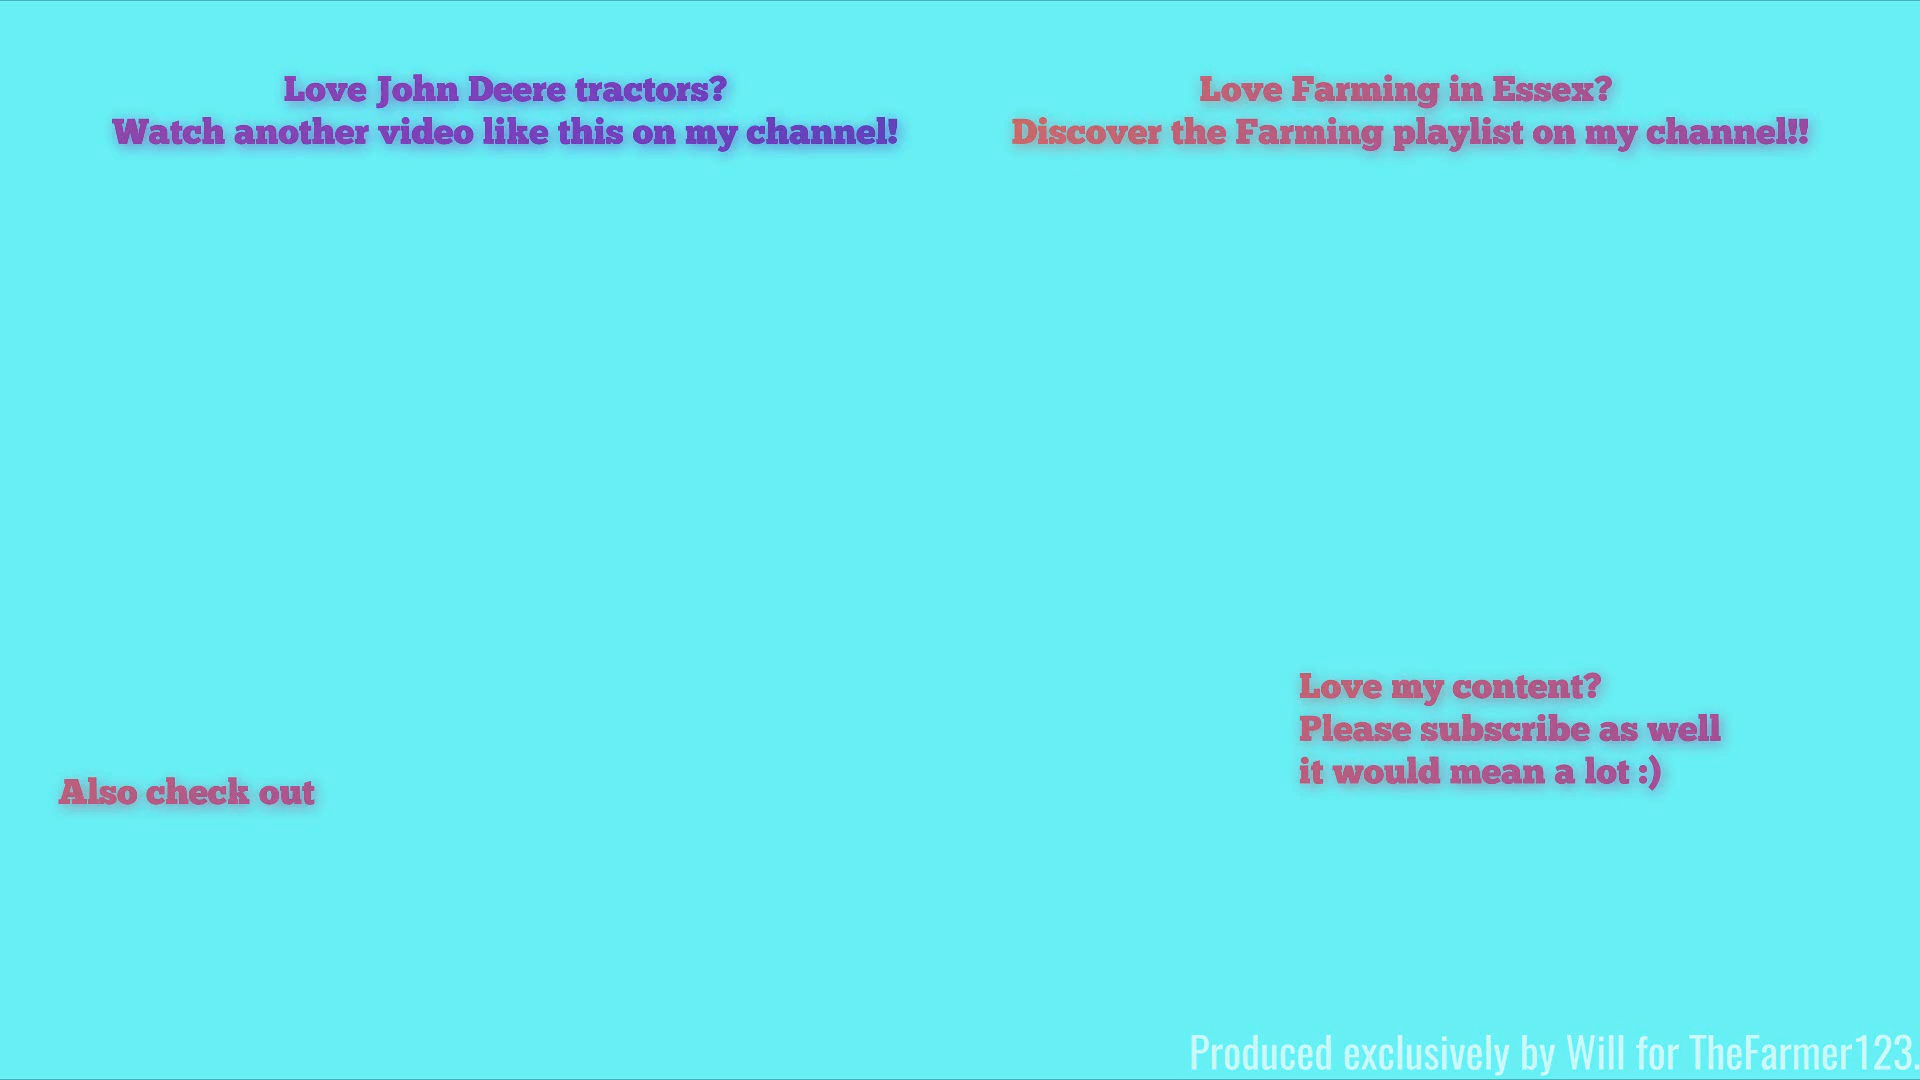 Love John Deere tractors?
Watch another video like this on my channel!
Love Farming in Essex?
Discover the Farming playlist on my channel!!
Love my content?
Please subscribe as well
it would mean a lot :)
Also check out
Produced exclusively by Will for TheFarmer123.